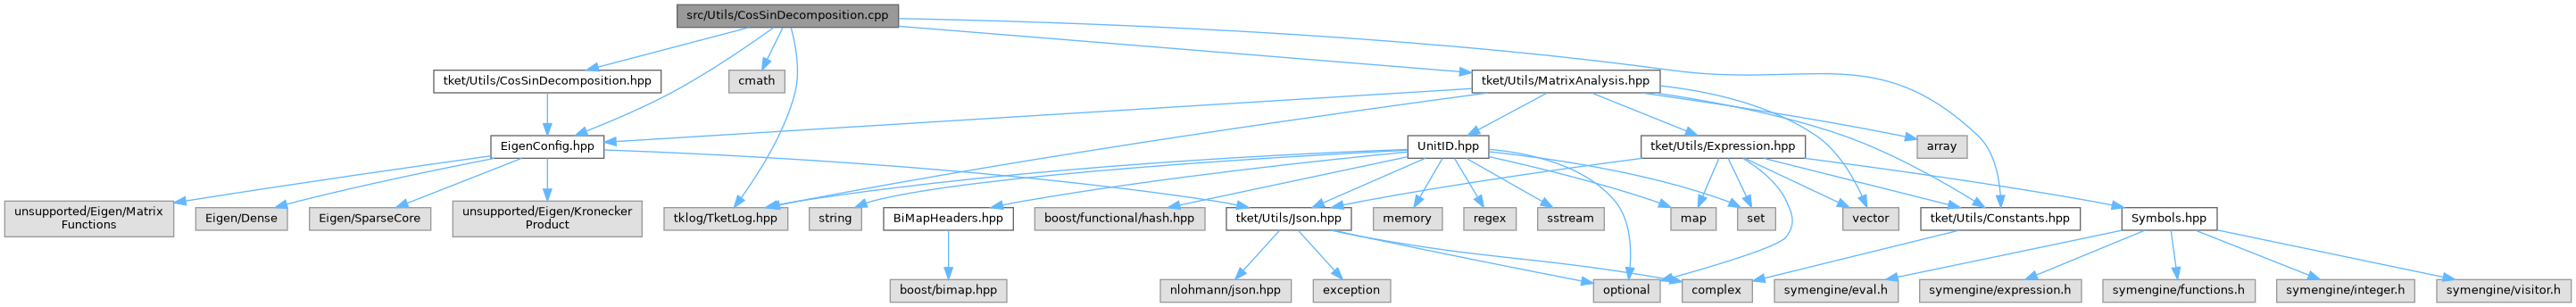 src/Utils/CosSinDecomposition.cpp
tket/Utils/CosSinDecomposition.hpp
cmath
tket/Utils/MatrixAnalysis.hpp
EigenConfig.hpp
UnitID.hpp
tket/Utils/Expression.hpp
array
unsupported/Eigen/Matrix
Functions
Eigen/Dense
Eigen/SparseCore
unsupported/Eigen/Kronecker
Product
tklog/TketLog.hpp
string
BiMapHeaders.hpp
boost/functional/hash.hpp
tket/Utils/Json.hpp
memory
regex
sstream
map
set
vector
tket/Utils/Constants.hpp
Symbols.hpp
boost/bimap.hpp
nlohmann/json.hpp
exception
optional
complex
symengine/eval.h
symengine/expression.h
symengine/functions.h
symengine/integer.h
symengine/visitor.h